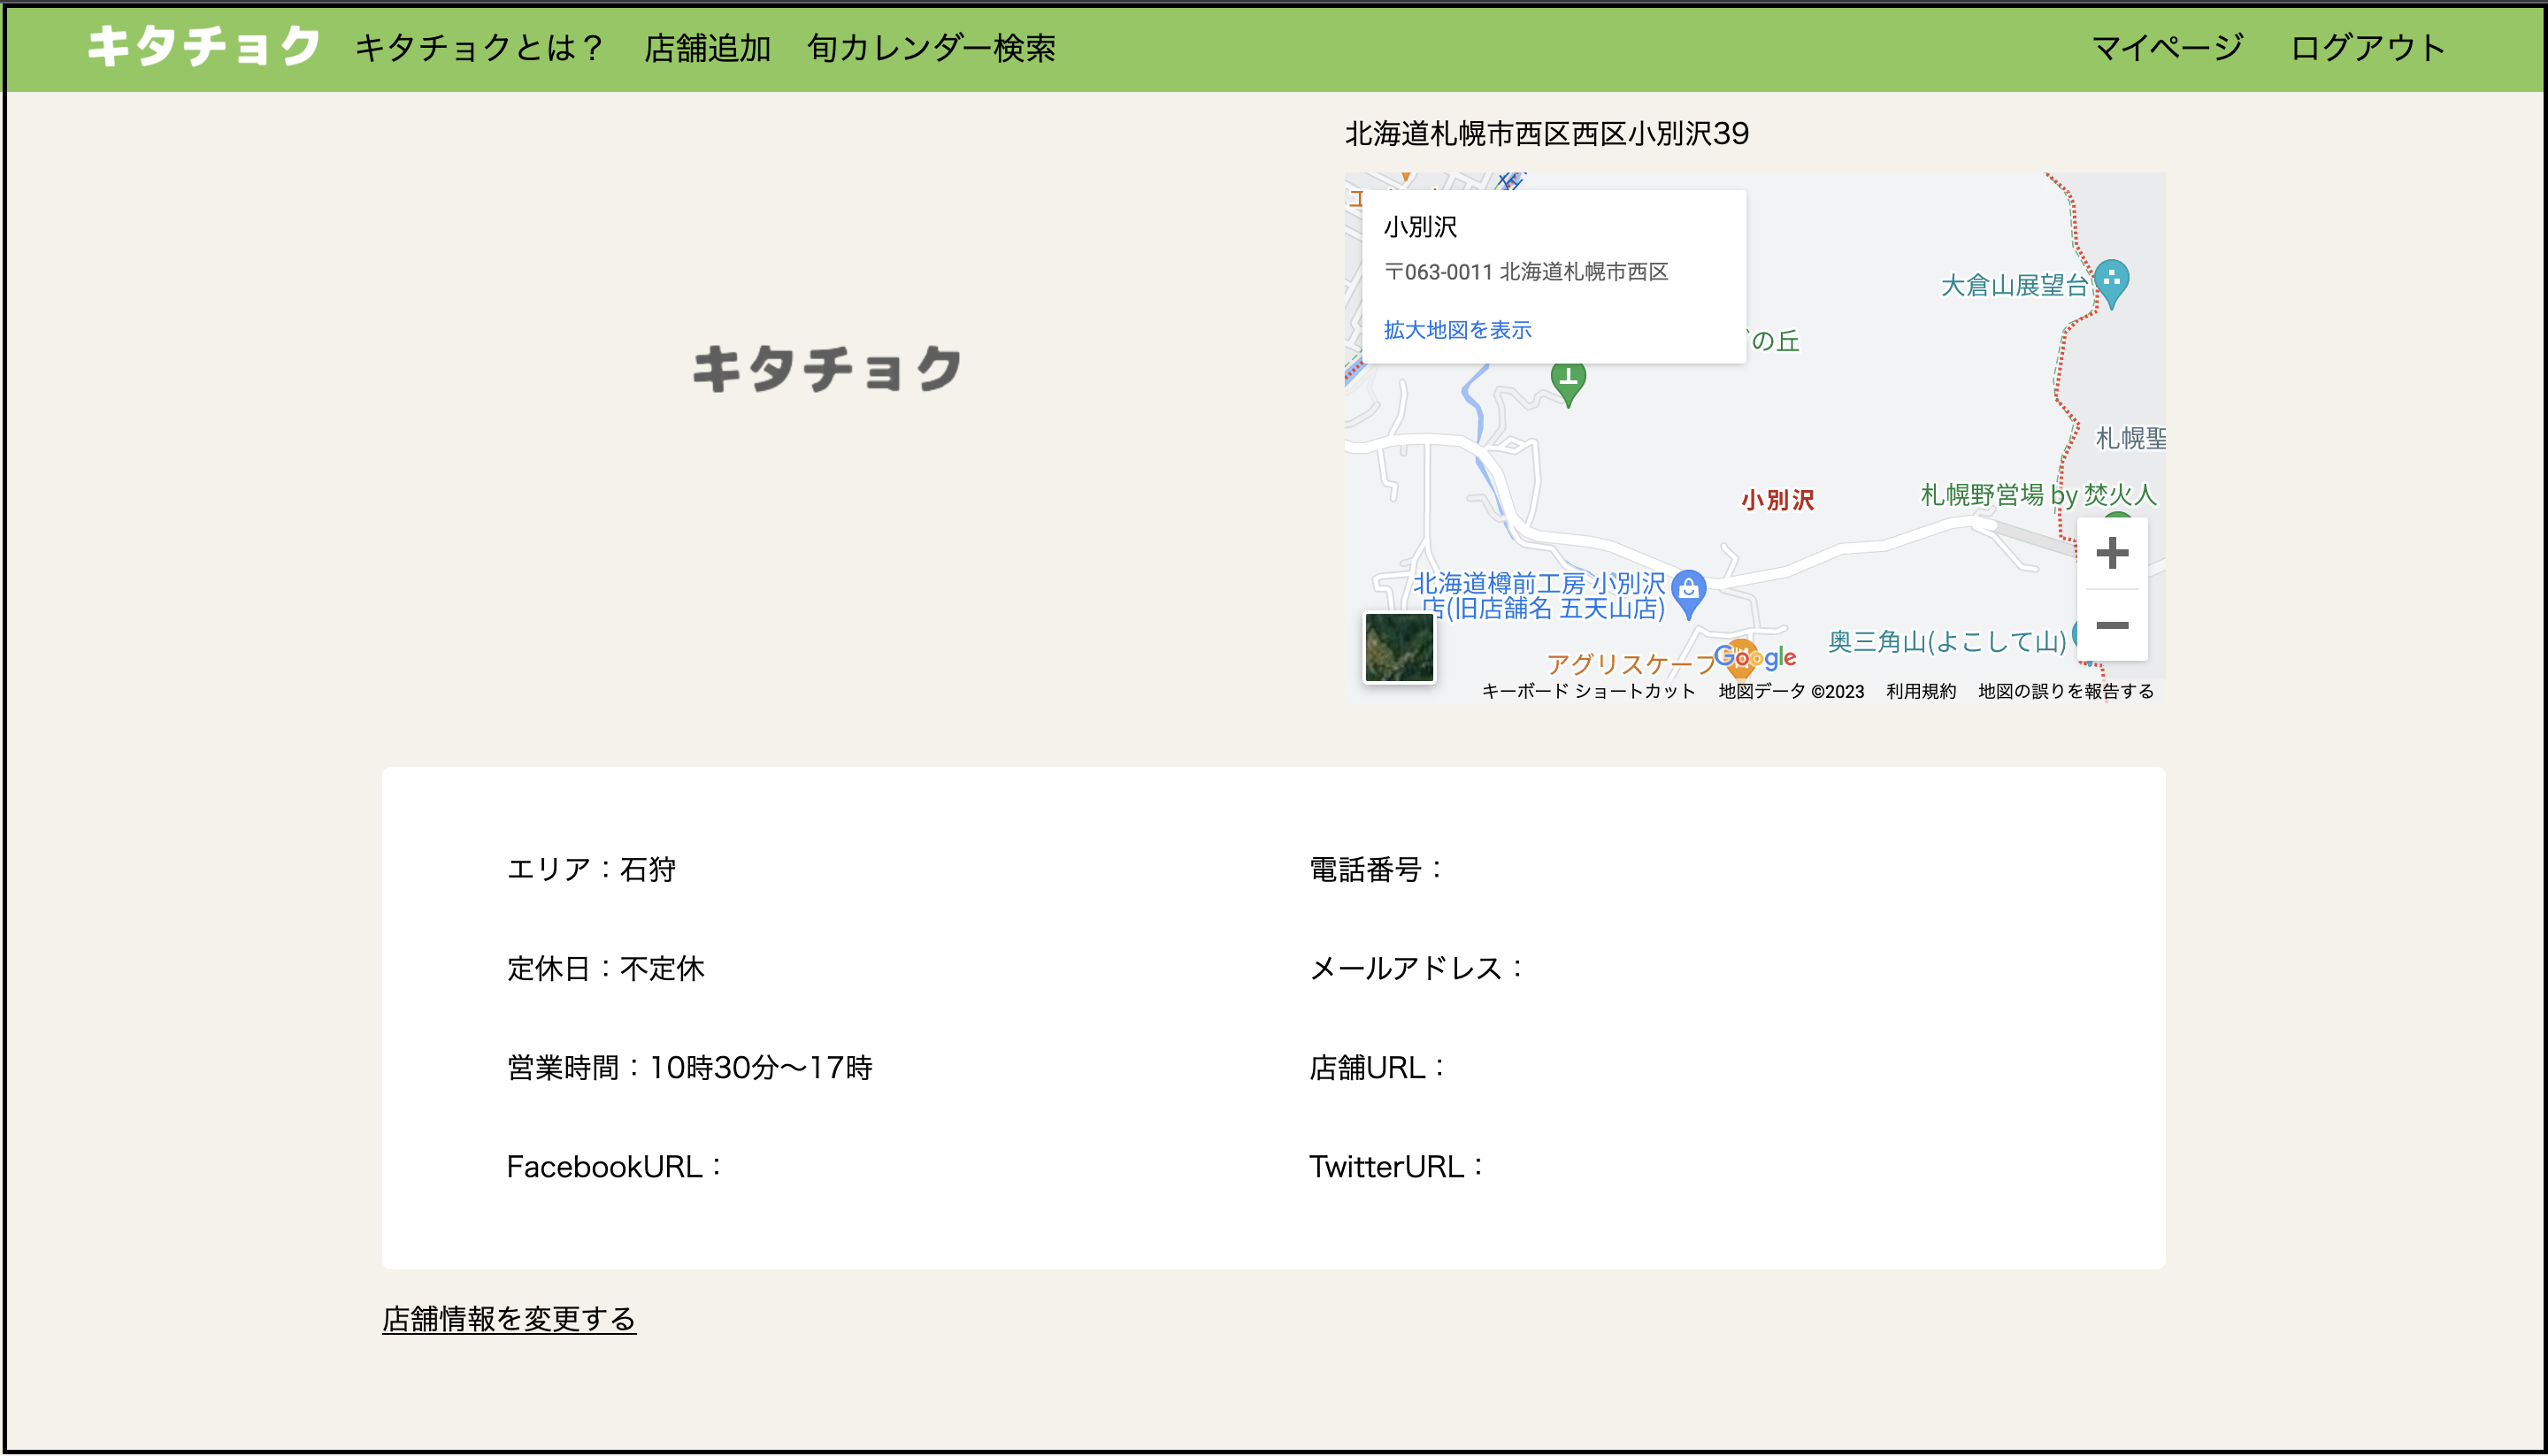 キタチョク キタチョクとは？ 店舗追加 旬カレンダー検索 マイページ ログアウト
北海道札幌市西区西区小別沢39
キタチョク
小別沢
〒063-0011 北海道札幌市西区
拡大地図を表示
の丘
大倉山展望台
札幌聖
札幌野営場 by 焚火人
小別沢
北海道樽前工房 小別沢
店(旧店舗名 五天山店)
奥三角山(よこして山)
アグリスケープ
Google
キーボード ショートカット 地図データ ©2023 利用規約 地図の誤りを報告する
エリア：石狩
電話番号：
定休日：不定休
メールアドレス：
営業時間：10時30分〜17時
店舗URL：
FacebookURL：
TwitterURL：
店舗情報を変更する